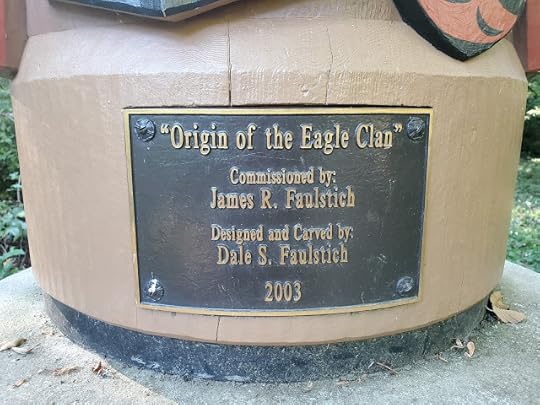 "Origin of the Eagle Clan"
Commissioned by:
James R. Faulstich
Designed and Carved by:
Dale S. Faulstich
2003